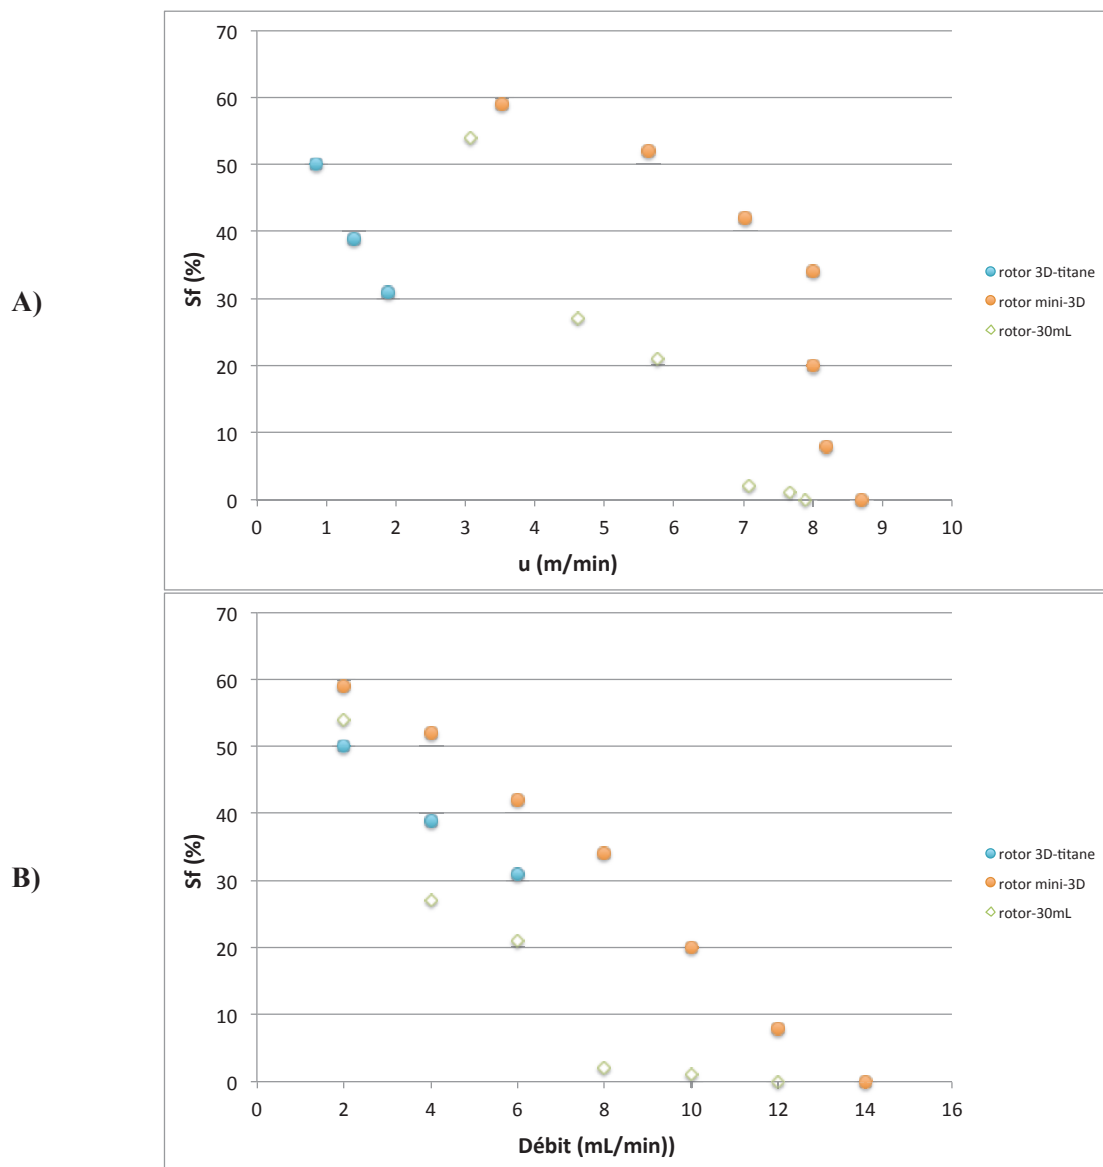 A)
Sf (%)
70
60
50
40
30
20
10
0
0 1 2 3 4 5 6 7 8 9 10
u (m/min)
rotor 3D-titane
rotor mini-3D
rotor-30mL
B)
Sf (%)
70
60
50
40
30
20
10
0
0 2 4 6 8 10 12 14 16
Débit (mL/min))
rotor 3D-titane
rotor mini-3D
rotor-30mL